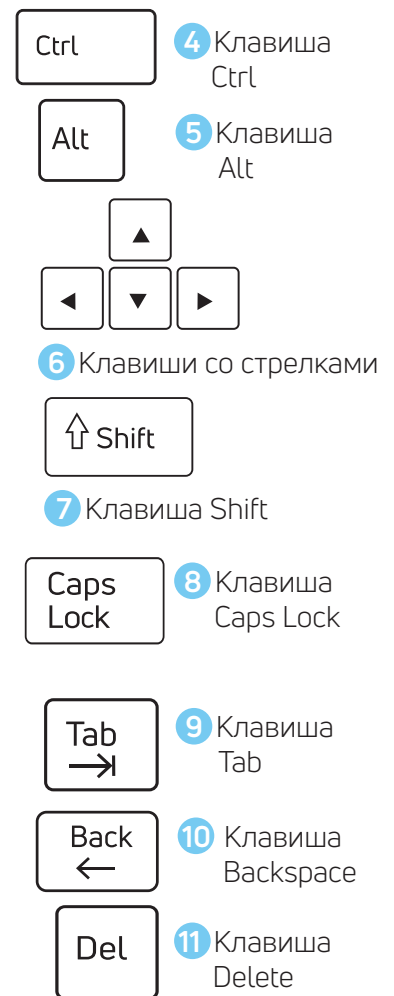 Ctrl
4 Клавиша
Ctrl
Alt
5 Клавиша
Alt
▲
◄ ▼ ►
6 Клавиши со стрелками
⇧ Shift
7 Клавиша Shift
Caps
Lock
8 Клавиша
Caps Lock
Tab
→|
9 Клавиша
Tab
Back
←
10 Клавиша
Backspace
Del
11 Клавиша
Delete